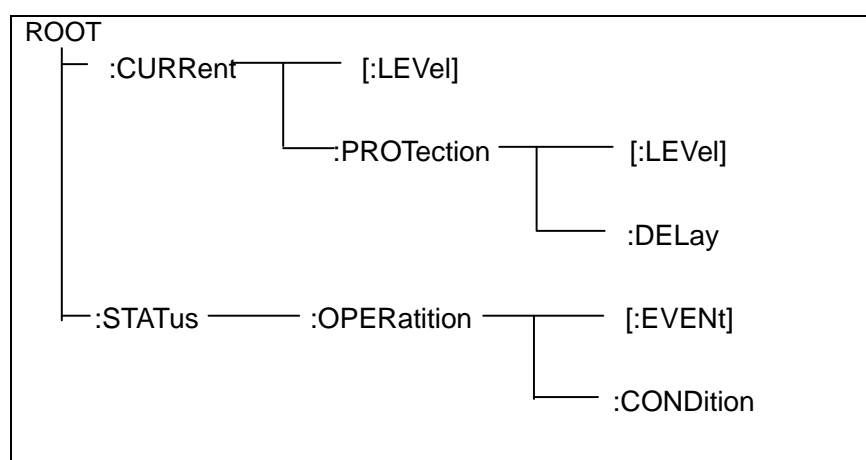 ROOT
:CURRent [:LEVel]
:PROTection [:LEVel]
:DELay
:STATus :OPERatition [:EVENt]
:CONDition